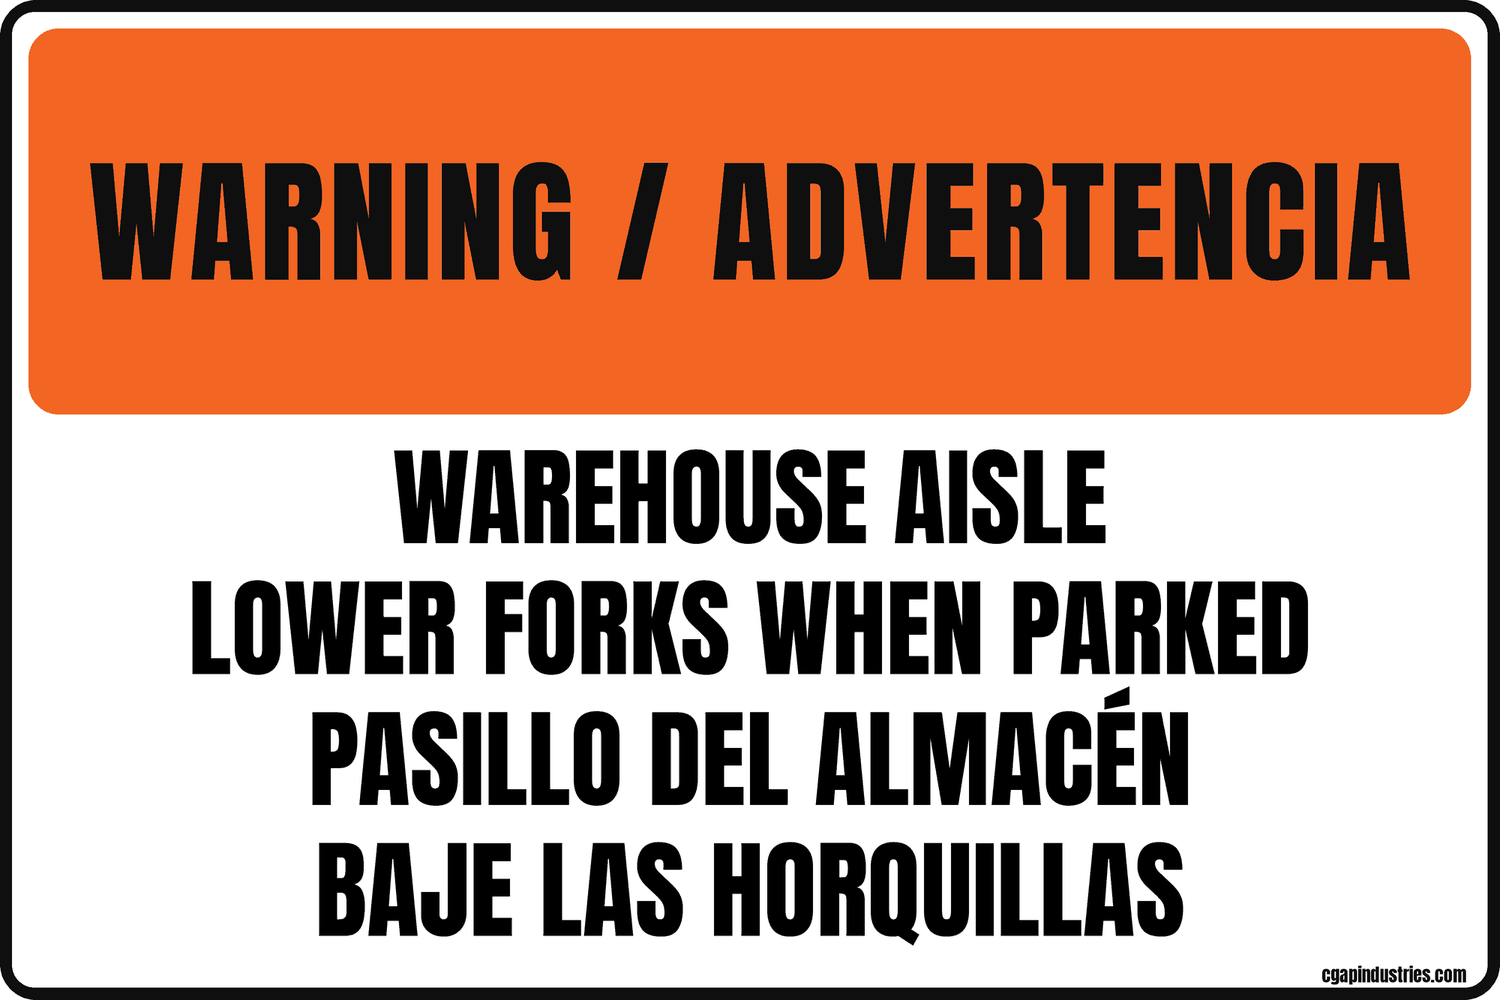 WARNING / ADVERTENCIA
WAREHOUSE AISLE
LOWER FORKS WHEN PARKED
PASILLO DEL ALMACÉN
BAJE LAS HORQUILLAS
cgapindustries.com